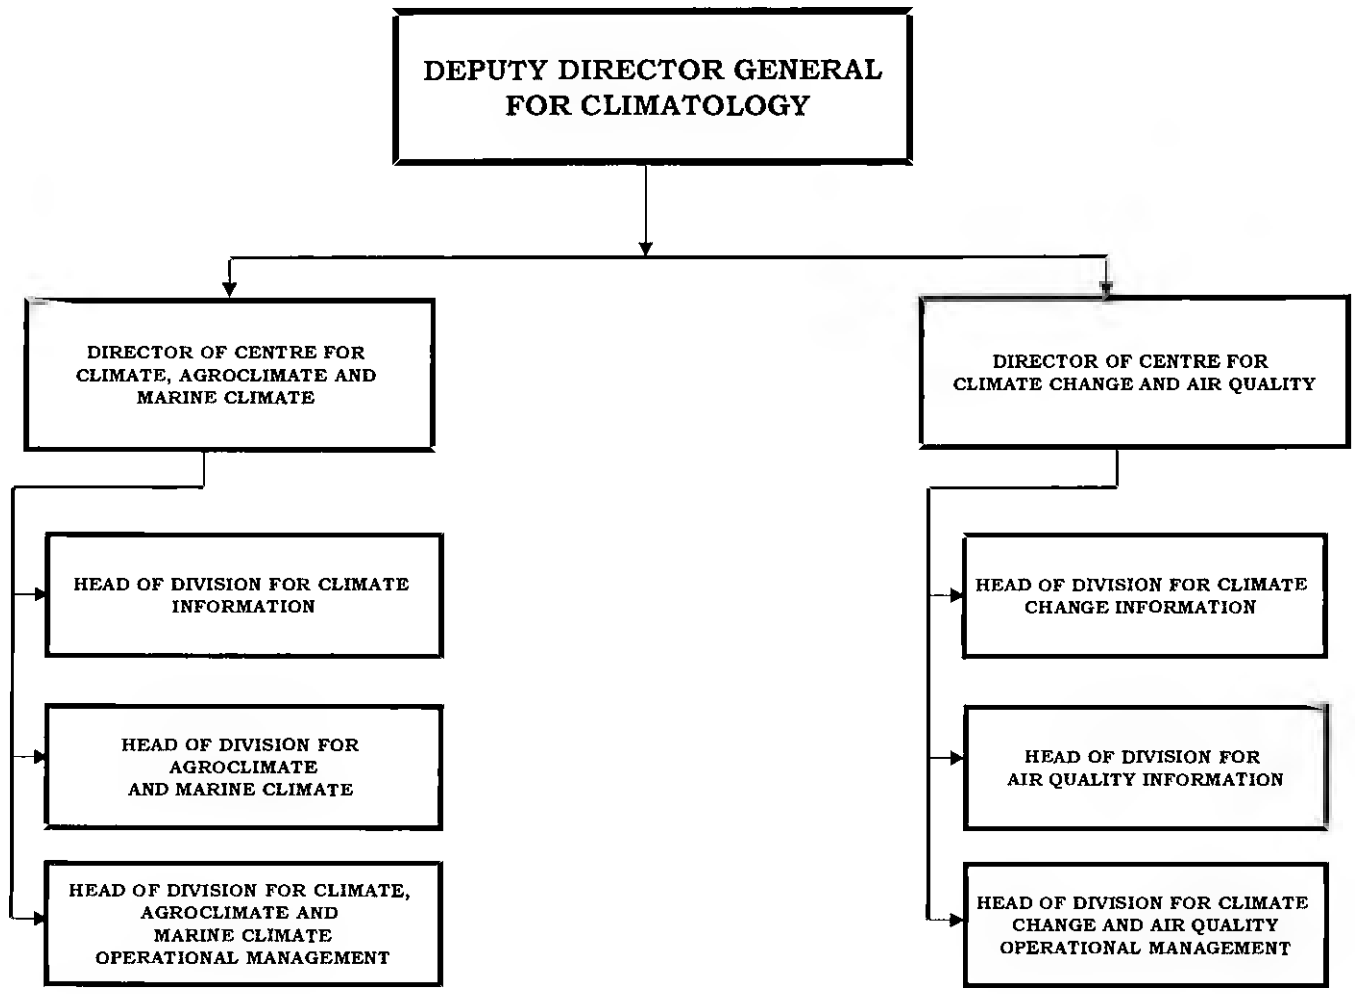 DEPUTY DIRECTOR GENERAL
FOR CLIMATOLOGY
DIRECTOR OF CENTRE FOR
CLIMATE, AGROCLIMATE AND
MARINE CLIMATE
DIRECTOR OF CENTRE FOR
CLIMATE CHANGE AND AIR QUALITY
HEAD OF DIVISION FOR CLIMATE
INFORMATION
HEAD OF DIVISION FOR
AGROCLIMATE
AND MARINE CLIMATE
HEAD OF DIVISION FOR CLIMATE,
AGROCLIMATE AND
MARINE CLIMATE
OPERATIONAL MANAGEMENT
HEAD OF DIVISION FOR CLIMATE
CHANGE INFORMATION
HEAD OF DIVISION FOR
AIR QUALITY INFORMATION
HEAD OF DIVISION FOR CLIMATE
CHANGE AND AIR QUALITY
OPERATIONAL MANAGEMENT